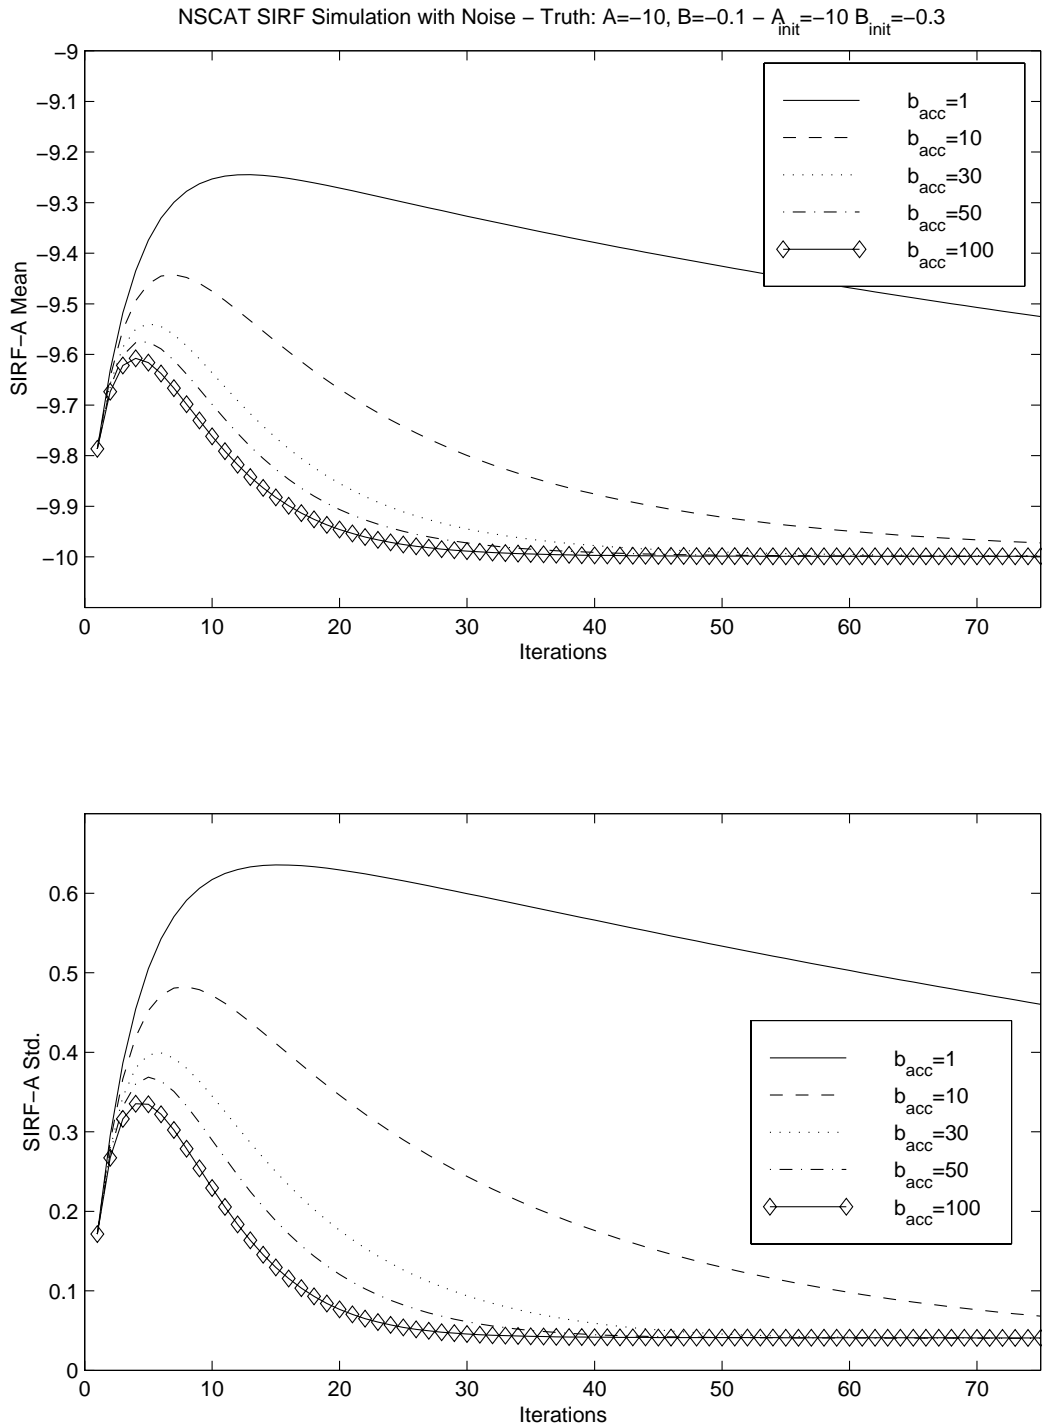 NSCAT SIRF Simulation with Noise − Truth: A=−10, B=−0.1 − A_init=−10 B_init=−0.3
−9
−9.1
−9.2
−9.3
−9.4
−9.5
−9.6
−9.7
−9.8
−9.9
−10
SIRF−A Mean
b_acc=1
b_acc=10
b_acc=30
b_acc=50
b_acc=100
0 10 20 30 40 50 60 70
Iterations
0.6
0.5
0.4
0.3
0.2
0.1
0
SIRF−A Std.
b_acc=1
b_acc=10
b_acc=30
b_acc=50
b_acc=100
0 10 20 30 40 50 60 70
Iterations